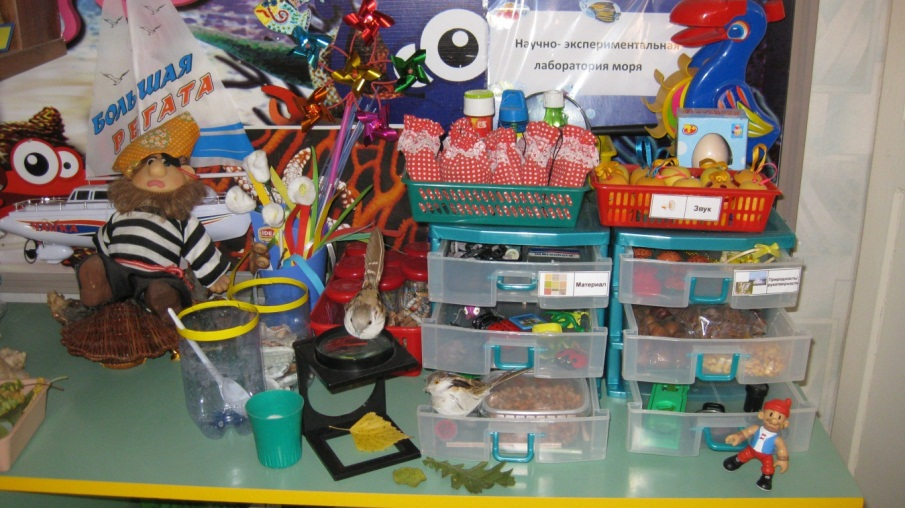 Научно- экспериментальная
лаборатория моря
БОЛЬШАЯ
РЕГАТА
Звук
Материал